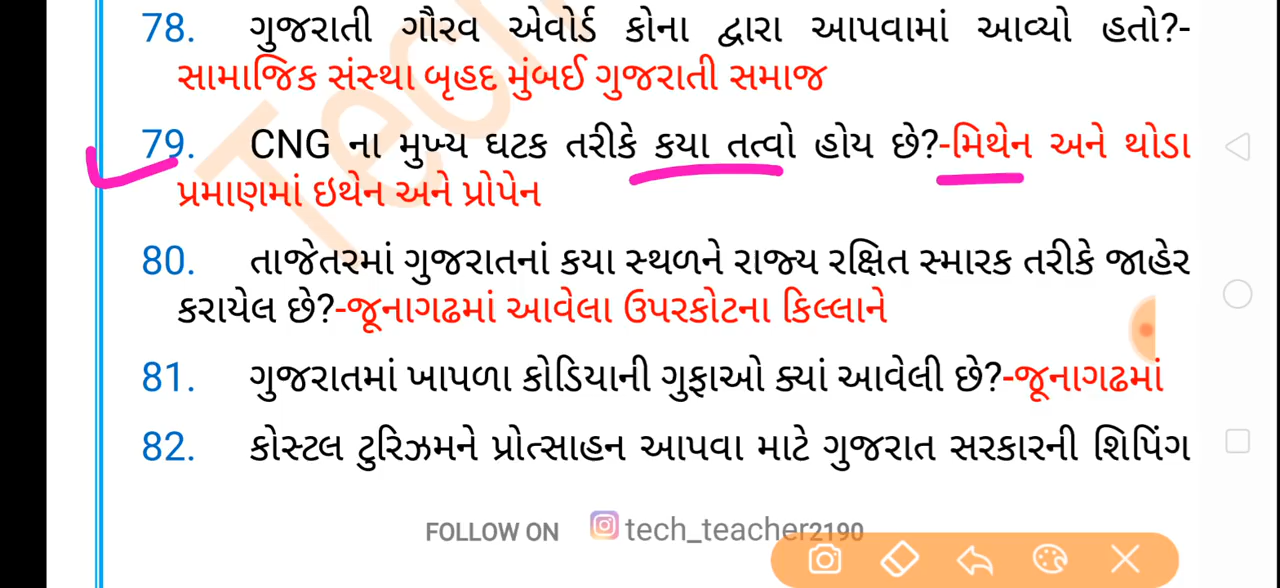 78. ગુજરાતી ગૌરવ એવોર્ડ કોના દ્વારા આપવામાં આવ્યો હતો?-
સામાજિક સંસ્થા બૃહદ મુંબઈ ગુજરાતી સમાજ
79. CNG ના મુખ્ય ઘટક તરીકે કયા તત્વો હોય છે?-મિથેન અને થોડા
પ્રમાણમાં ઇથેન અને પ્રોપેન
80. તાજેતરમાં ગુજરાતનાં કયા સ્થળને રાજ્ય રક્ષિત સ્મારક તરીકે જાહેર
કરાયેલ છે?-જૂનાગઢમાં આવેલા ઉપરકોટના કિલ્લાને
81. ગુજરાતમાં ખાપળા કોડિયાની ગુફાઓ ક્યાં આવેલી છે?-જૂનાગઢમાં
82. કોસ્ટલ ટુરિઝમને પ્રોત્સાહન આપવા માટે ગુજરાત સરકારની શિપિંગ
FOLLOW ON tech_teacher2190